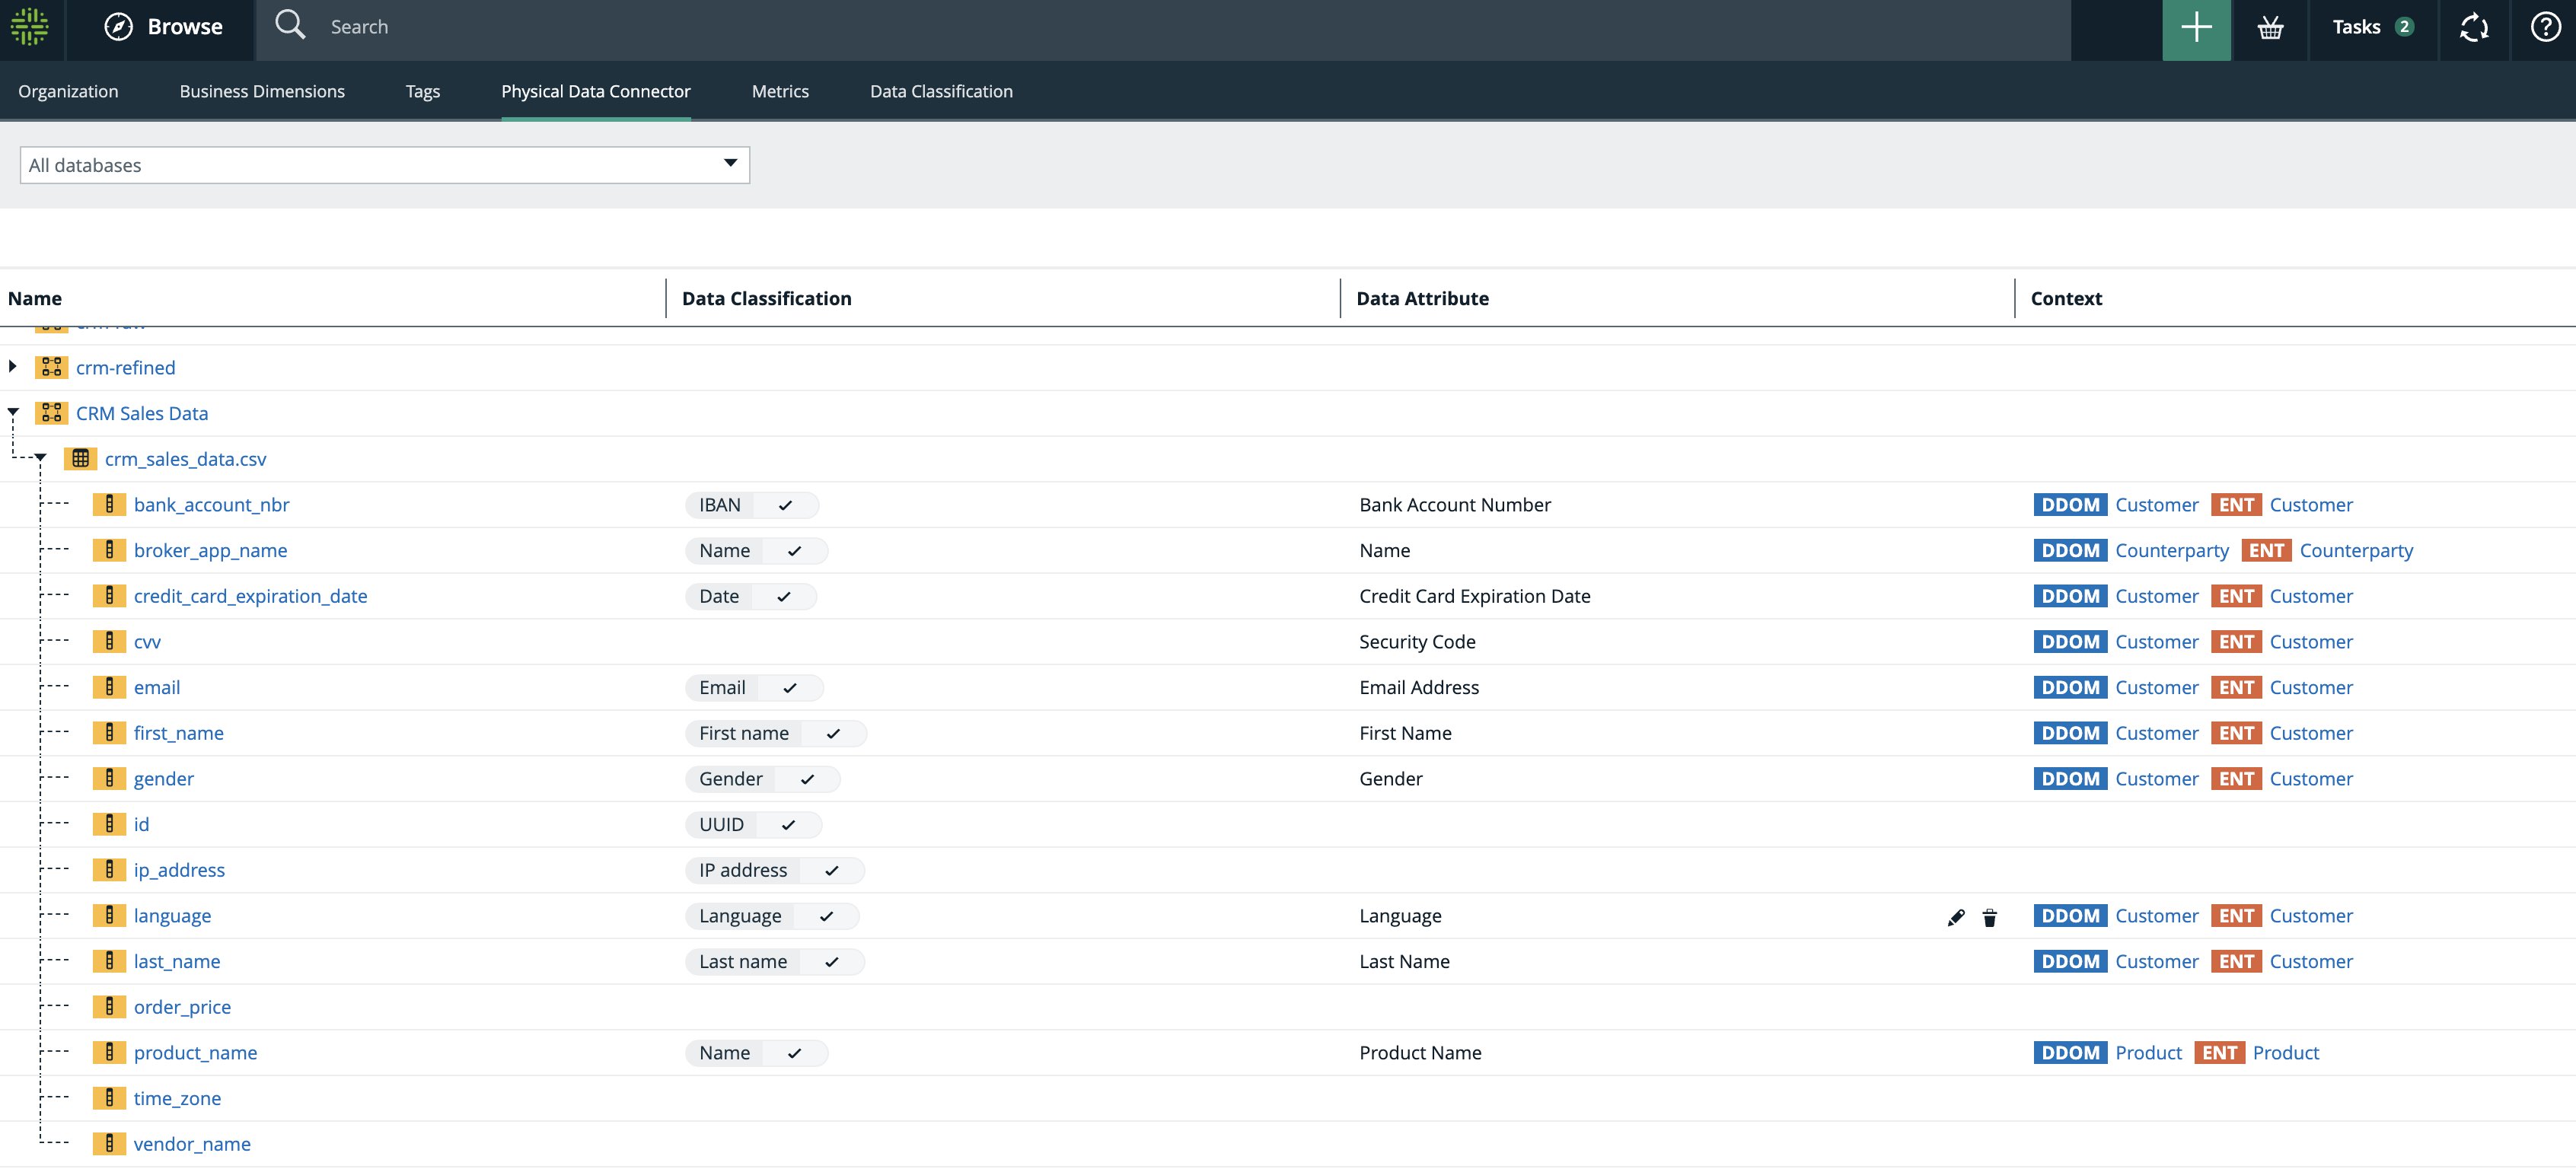 Browse Search Tasks 2
Organization Business Dimensions Tags Physical Data Connector Metrics Data Classification
All databases
Name Data Classification Data Attribute Context
crm-refined
CRM Sales Data
crm_sales_data.csv
bank_account_nbr IBAN Bank Account Number DDOM Customer ENT Customer
broker_app_name Name Name DDOM Counterparty ENT Counterparty
credit_card_expiration_date Date Credit Card Expiration Date DDOM Customer ENT Customer
cvv Security Code DDOM Customer ENT Customer
email Email Email Address DDOM Customer ENT Customer
first_name First name First Name DDOM Customer ENT Customer
gender Gender Gender DDOM Customer ENT Customer
id UUID
ip_address IP address
language Language Language DDOM Customer ENT Customer
last_name Last name Last Name DDOM Customer ENT Customer
order_price
product_name Name Product Name DDOM Product ENT Product
time_zone
vendor_name